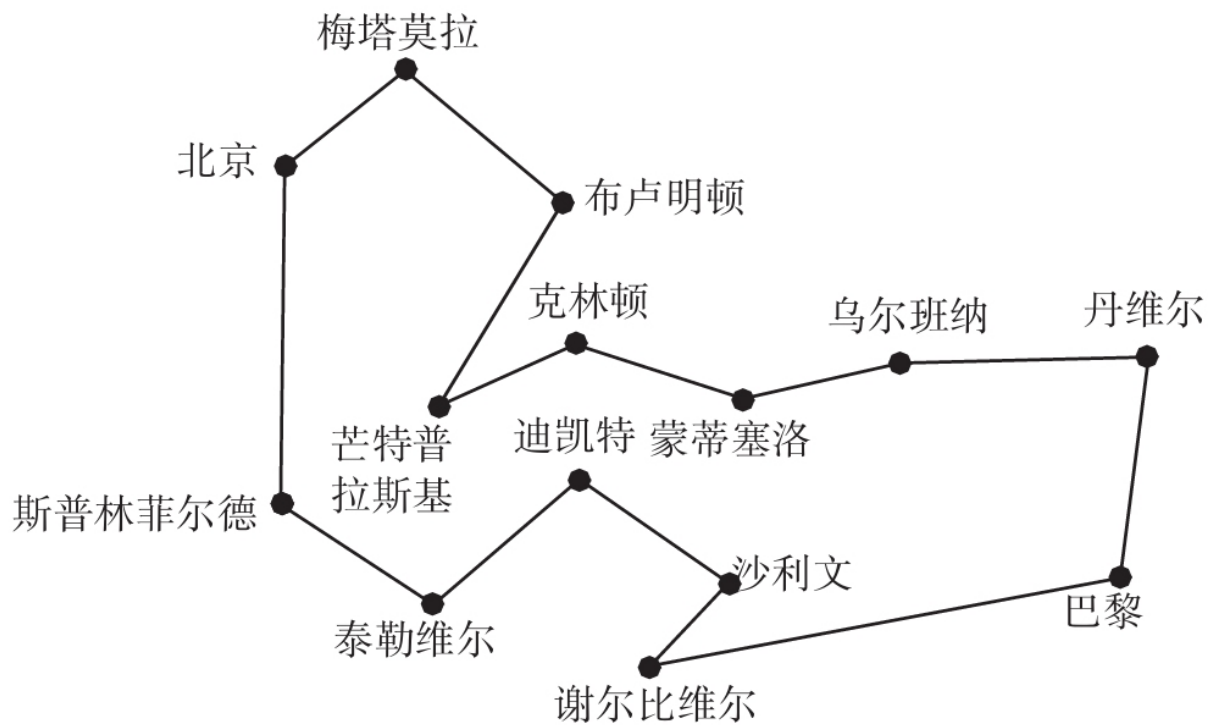 梅塔莫拉
北京
布卢明顿
克林顿
乌尔班纳
丹维尔
芒特普
拉斯基
迪凯特
蒙蒂塞洛
斯普林菲尔德
沙利文
巴黎
泰勒维尔
谢尔比维尔